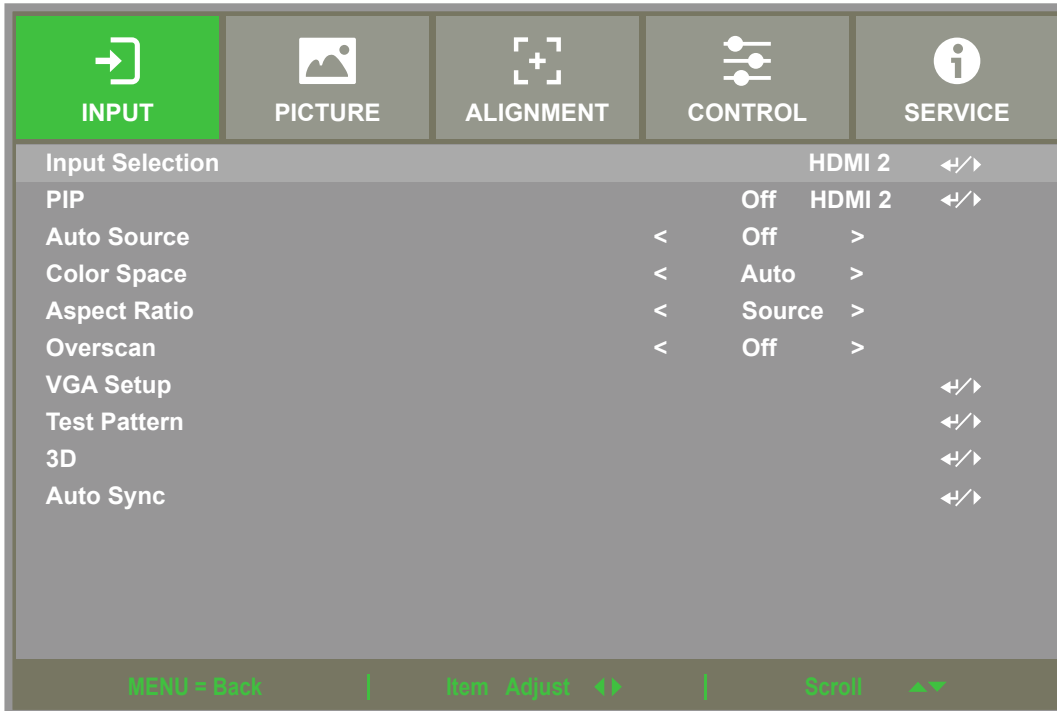 INPUT PICTURE ALIGNMENT CONTROL SERVICE
Input Selection HDMI 2
PIP Off HDMI 2
Auto Source < Off >
Color Space < Auto >
Aspect Ratio < Source >
Overscan < Off >
VGA Setup
Test Pattern
3D
Auto Sync
MENU = Back | Item Adjust | Scroll